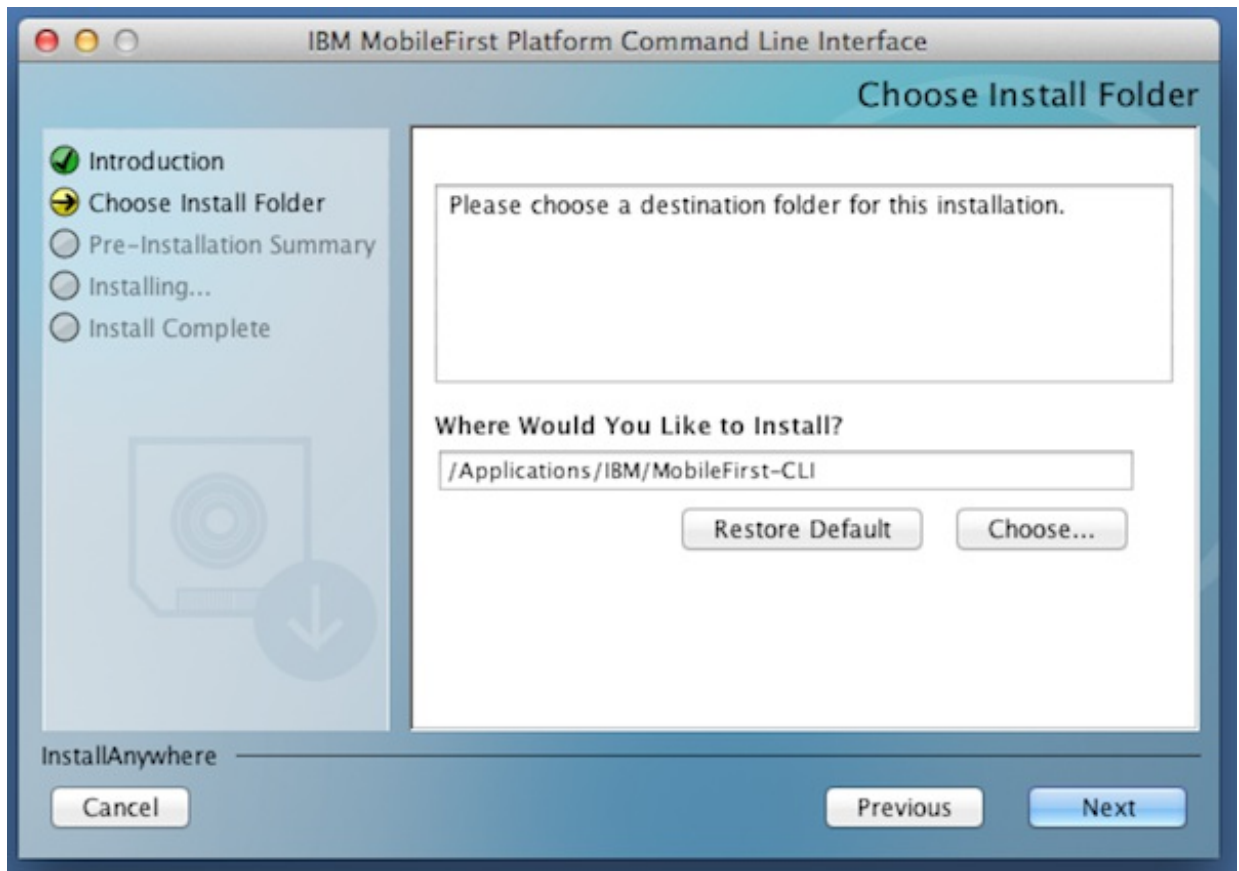 IBM MobileFirst Platform Command Line Interface
Choose Install Folder
Introduction
Choose Install Folder
Pre-Installation Summary
Installing...
Install Complete
Please choose a destination folder for this installation.
Where Would You Like to Install?
/Applications/IBM/MobileFirst-CLI
Restore Default
Choose...
InstallAnywhere
Cancel
Previous
Next